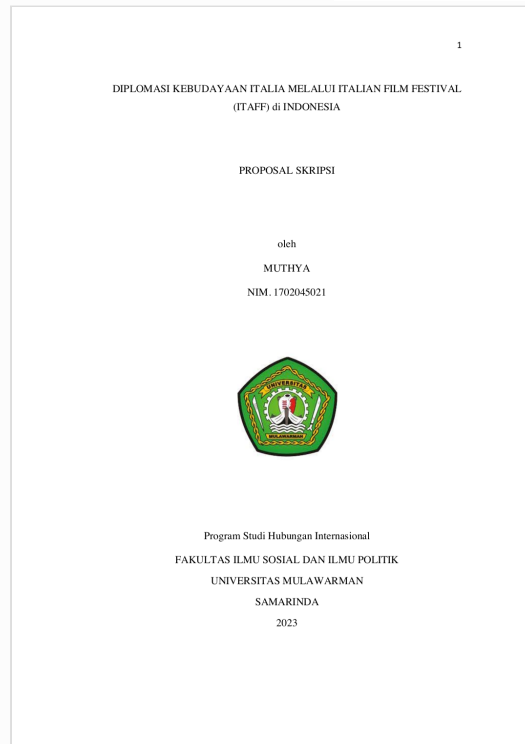 1
DIPLOMASI KEBUDAYAAN ITALIA MELALUI ITALIAN FILM FESTIVAL
(ITAFF) di INDONESIA
PROPOSAL SKRIPSI
oleh
MUTHYA
NIM. 1702045021
UNIVERSITAS
MULAWARMAN
Program Studi Hubungan Internasional
FAKULTAS ILMU SOSIAL DAN ILMU POLITIK
UNIVERSITAS MULAWARMAN
SAMARINDA
2023